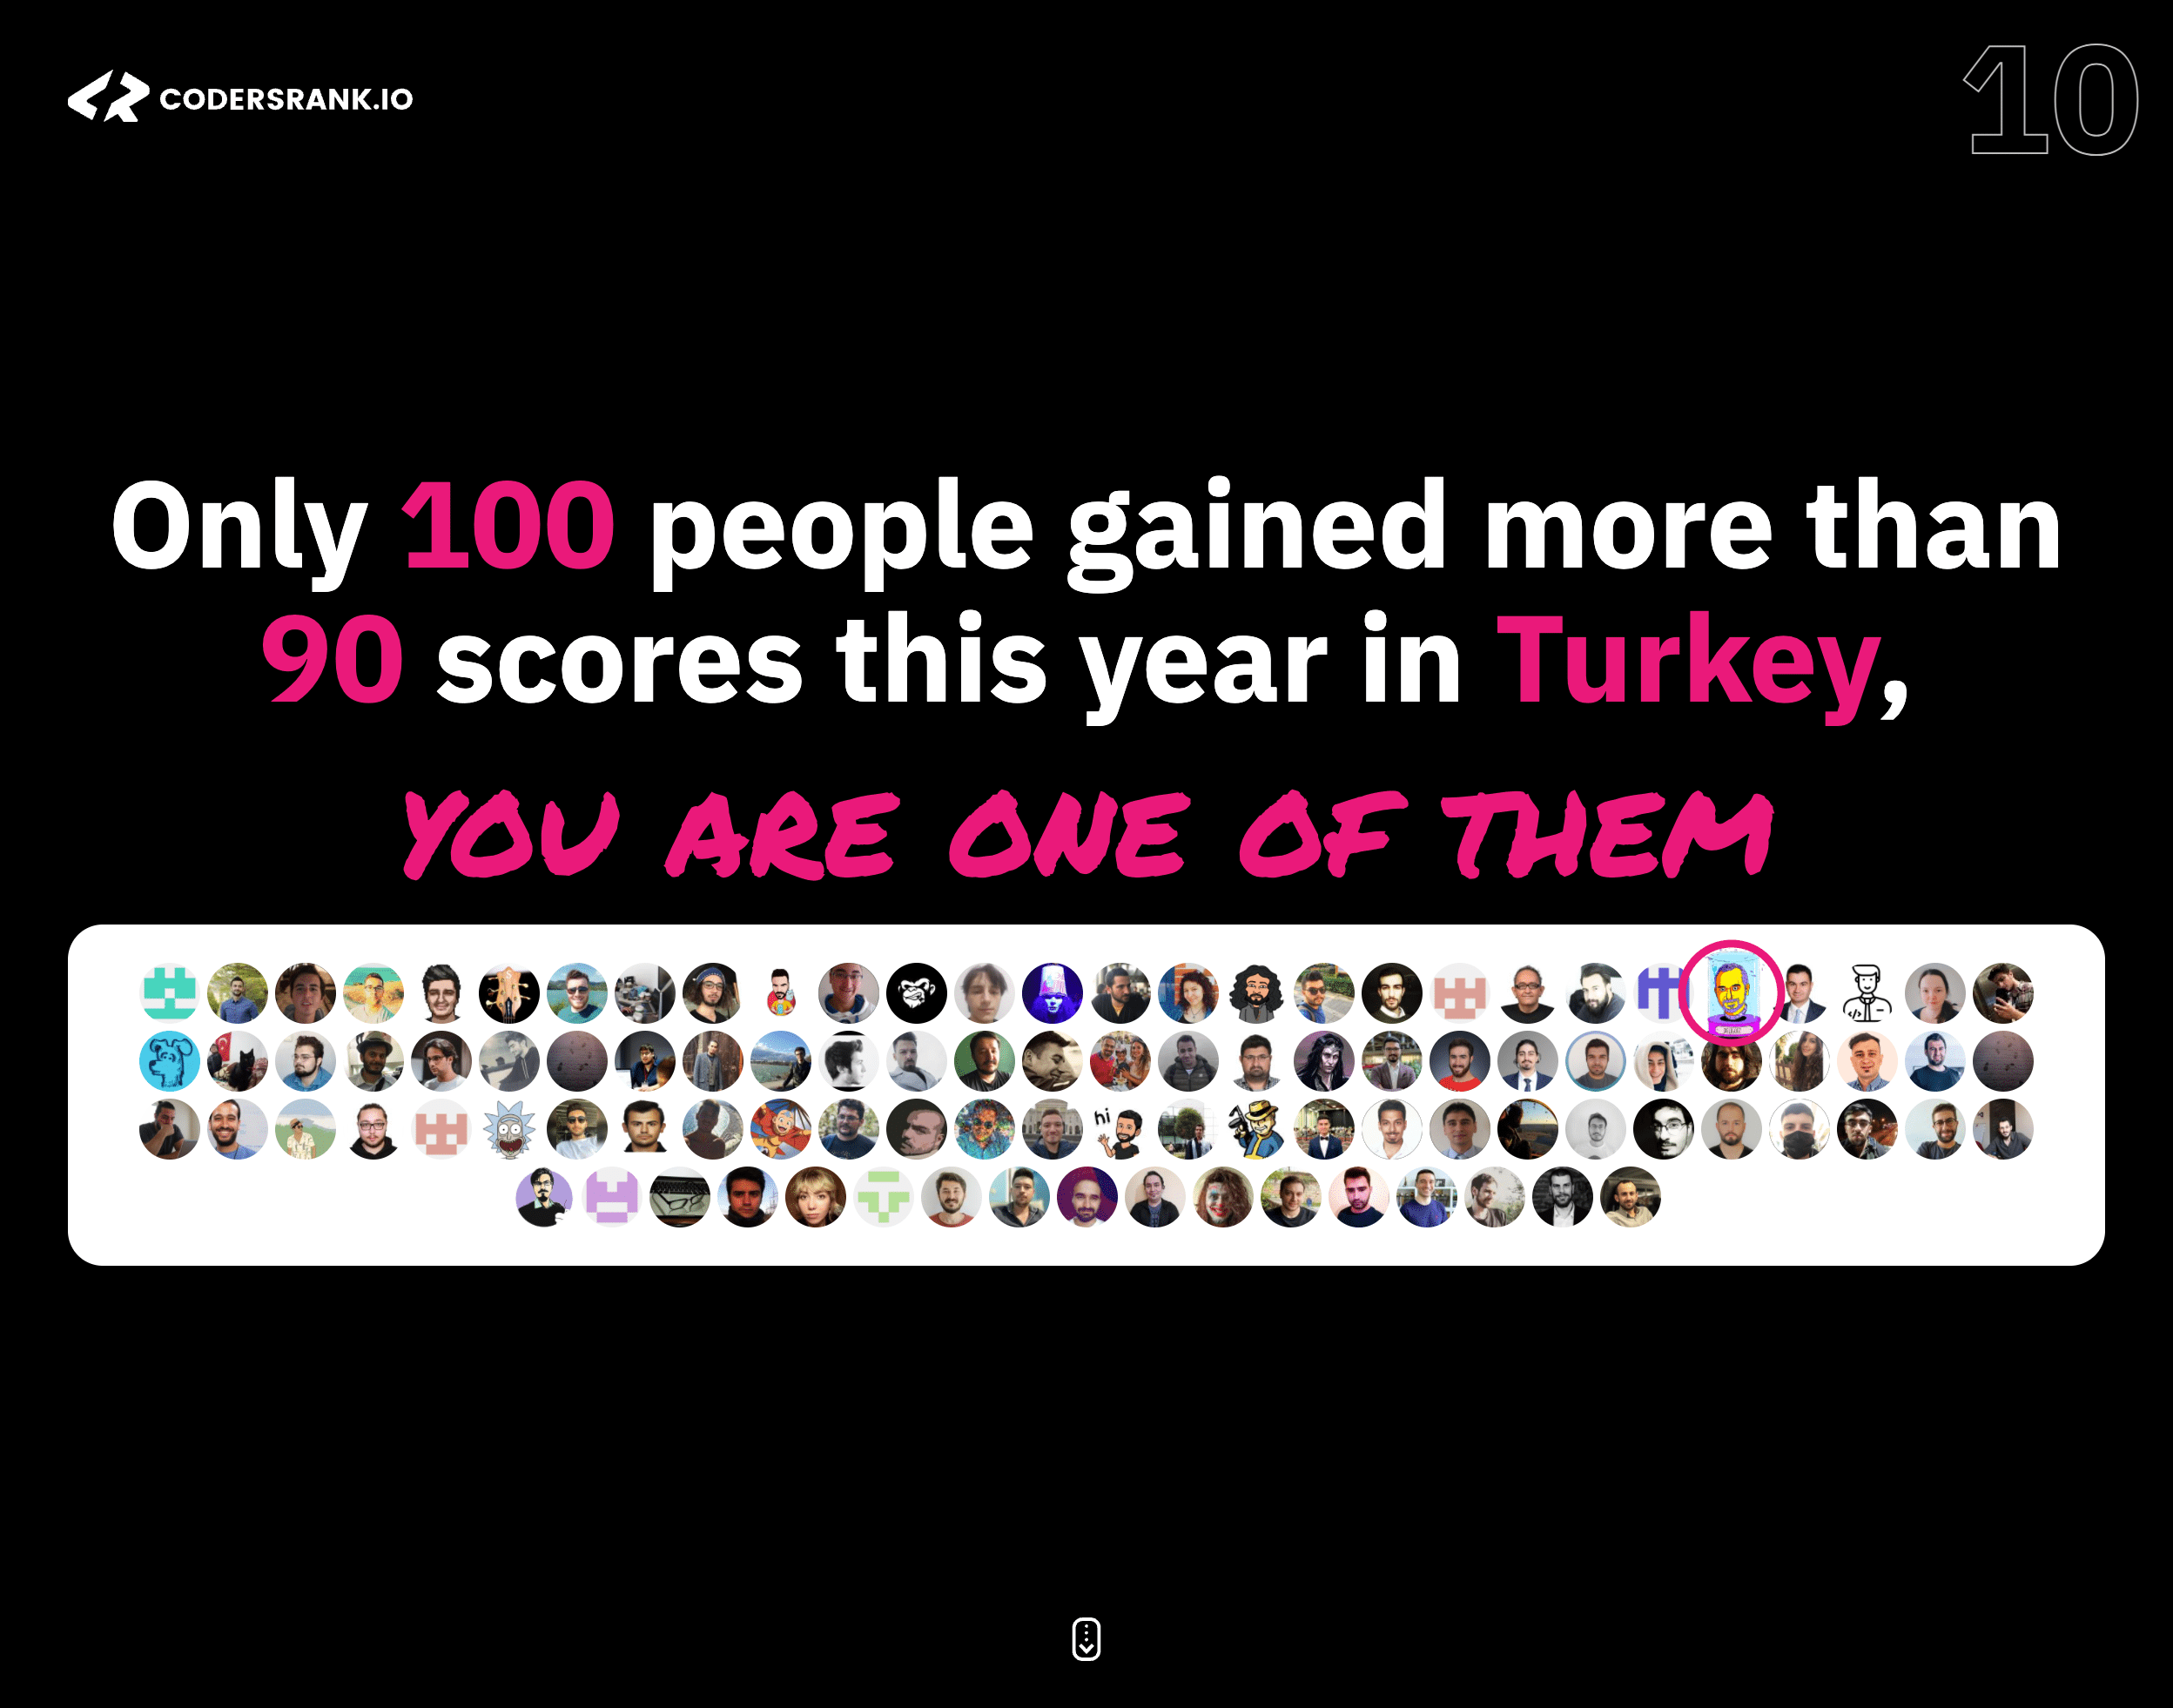 CODERSRANK.IO
10
Only 100 people gained more than
90 scores this year in Turkey,
YOU ARE ONE OF THEM
hi